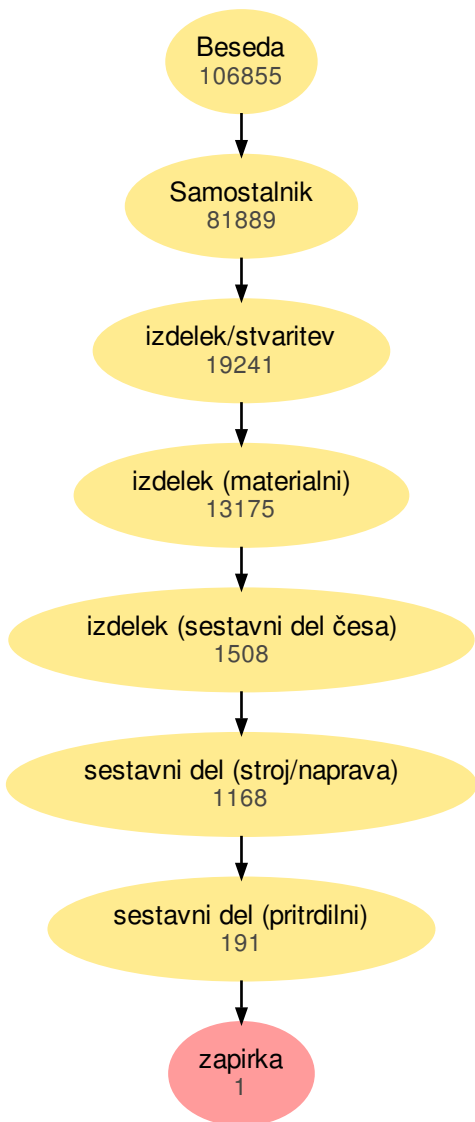 Beseda
106855
Samostalnik
81889
izdelek/stvaritev
19241
izdelek (materialni)
13175
izdelek (sestavni del česa)
1508
sestavni del (stroj/naprava)
1168
sestavni del (pritrdilni)
191
zapirka
1